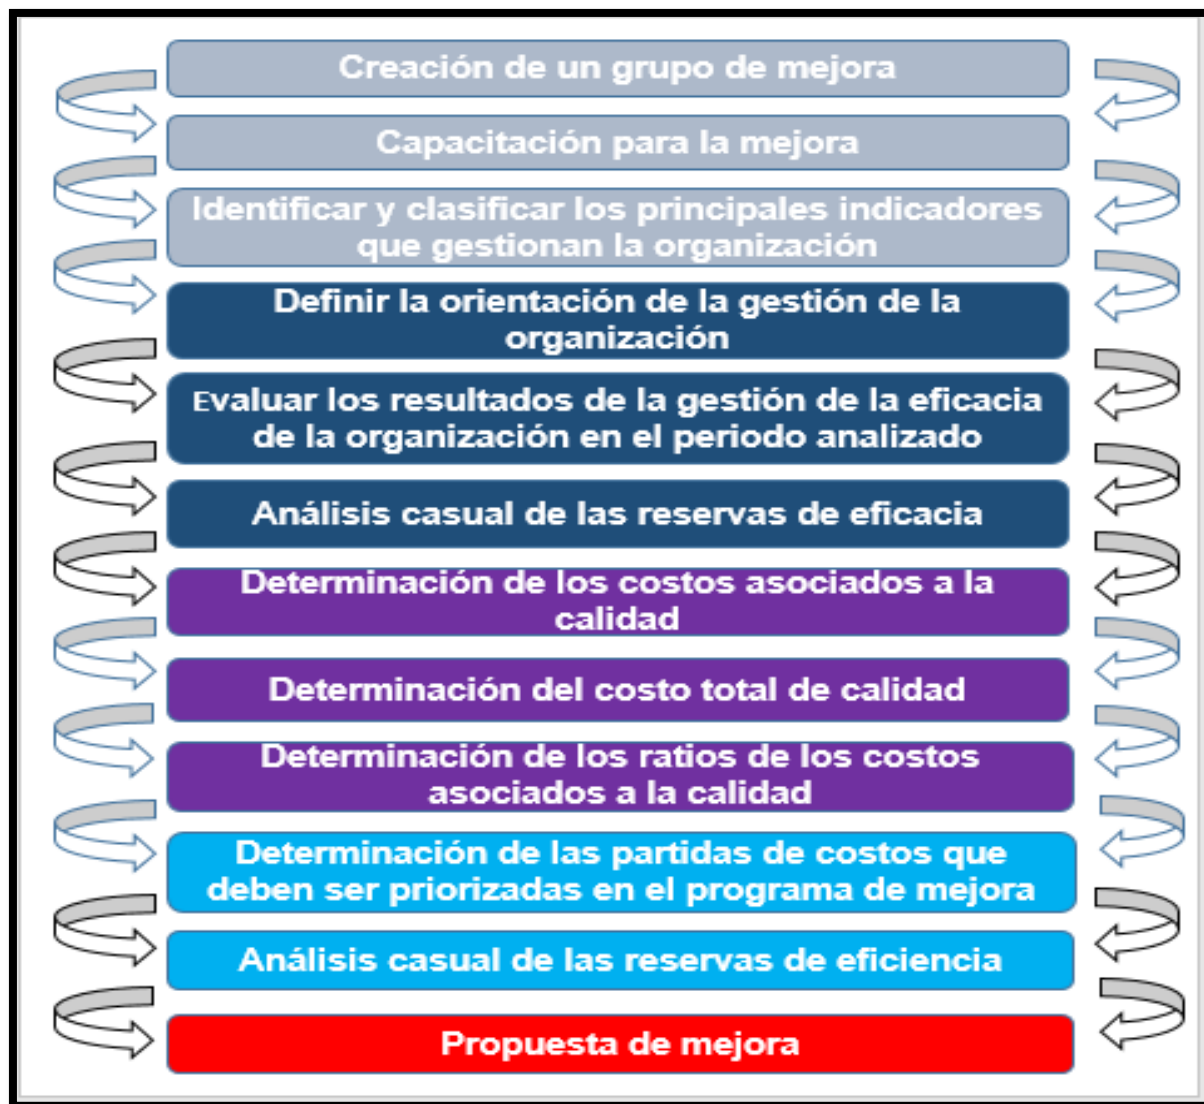 Creación de un grupo de mejora
Capacitación para la mejora
Identificar y clasificar los principales indicadores
que gestionan la organización
Definir la orientación de la gestión de la
organización
Evaluar los resultados de la gestión de la eficacia
de la organización en el periodo analizado
Análisis casual de las reservas de eficacia
Determinación de los costos asociados a la
calidad
Determinación del costo total de calidad
Determinación de los ratios de los costos
asociados a la calidad
Determinación de las partidas de costos que
deben ser priorizadas en el programa de mejora
Análisis casual de las reservas de eficiencia
Propuesta de mejora